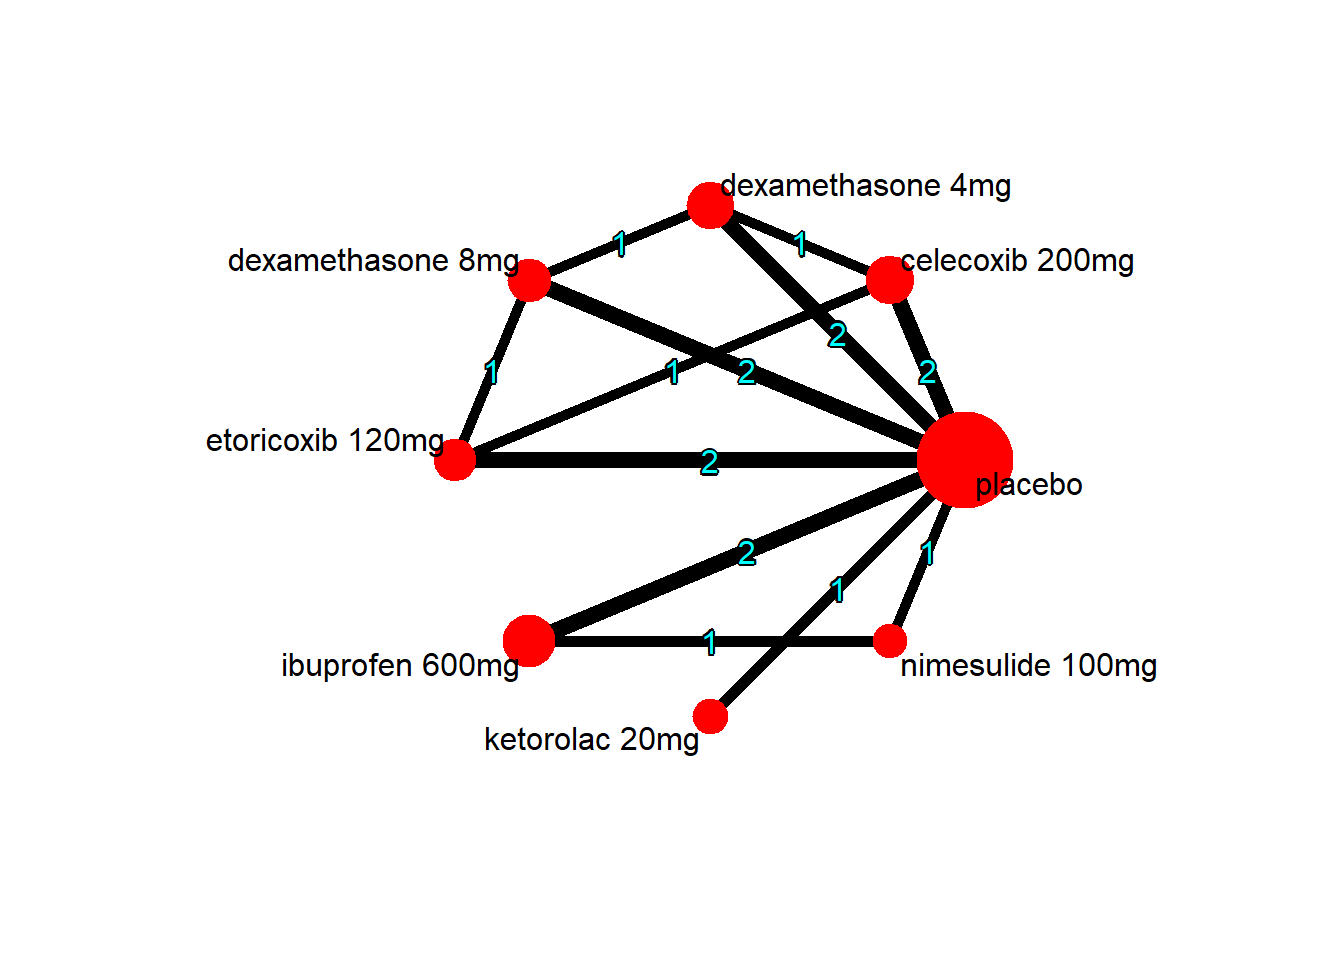 dexamethasone 4mg
1
1
dexamethasone 8mg
celecoxib 200mg
2
1
1
2
2
etoricoxib 120mg
2
placebo
2
1
1
1
ibuprofen 600mg
nimesulide 100mg
ketorolac 20mg